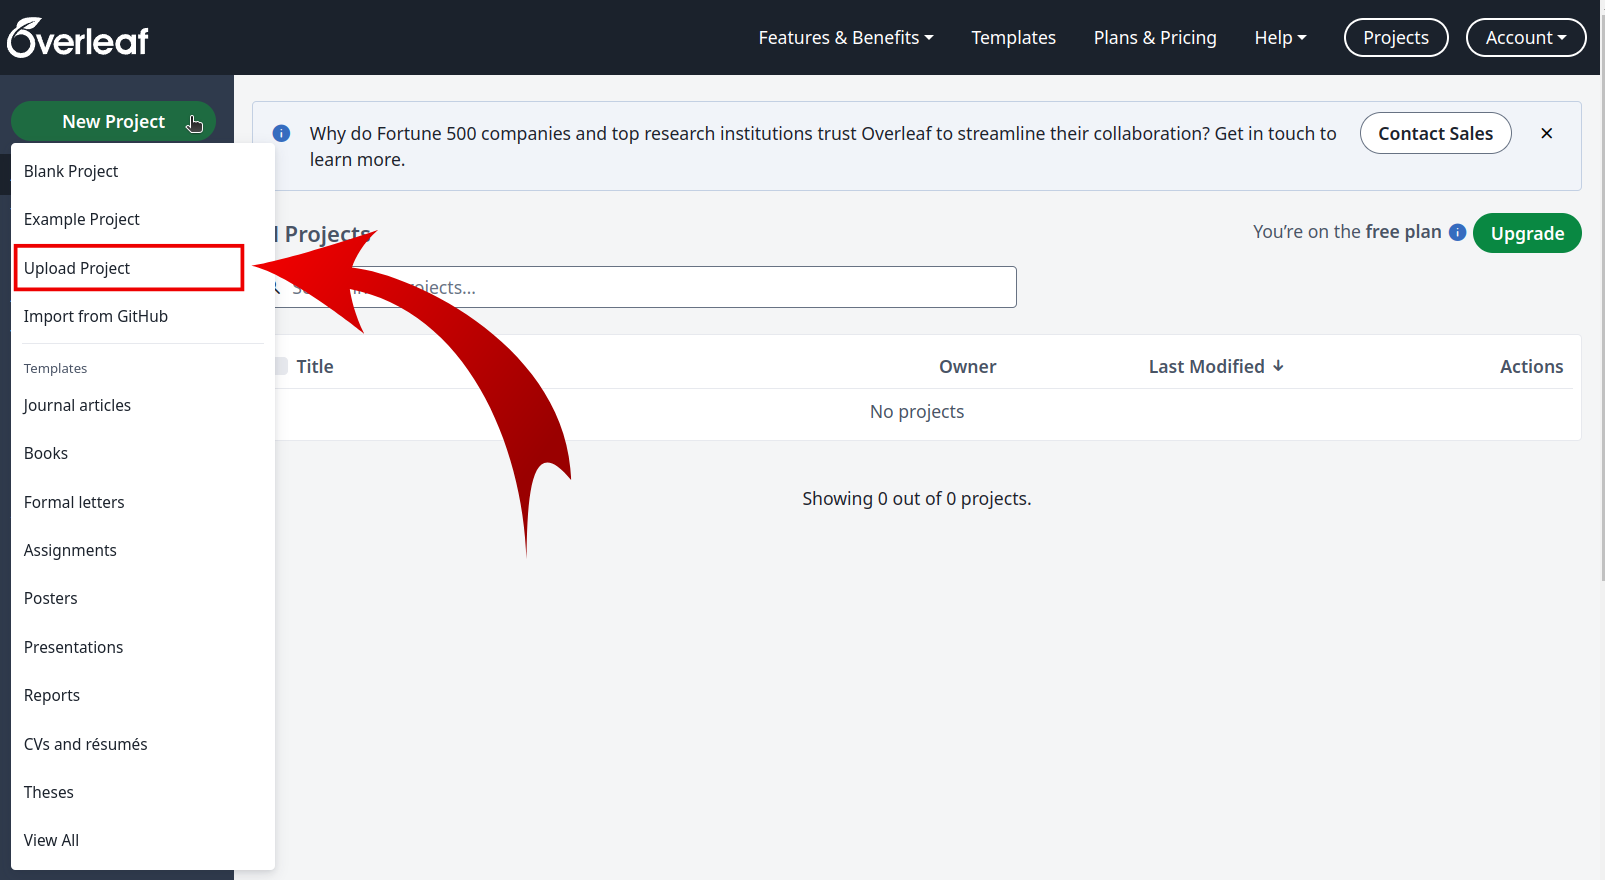 Overleaf
Features & Benefits
Templates
Plans & Pricing
Help
Projects
Account
New Project
Blank Project
Example Project
Upload Project
Import from GitHub
Templates
Journal articles
Books
Formal letters
Assignments
Posters
Presentations
Reports
CVs and résumés
Theses
View All
Why do Fortune 500 companies and top research institutions trust Overleaf to streamline their collaboration? Get in touch to
learn more.
Contact Sales
Projects
You're on the free plan
Upgrade
Title
Owner
Last Modified
Actions
No projects
Showing 0 out of 0 projects.